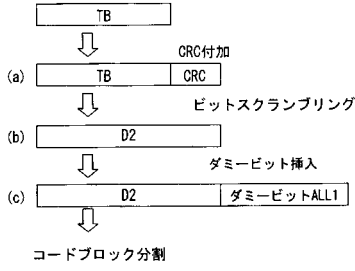 TB
CRC付加
(a) TB CRC
ビットスクランブリング
(b) D2
ダミービット挿入
(c) D2 ダミービットALL1
コードブロック分割